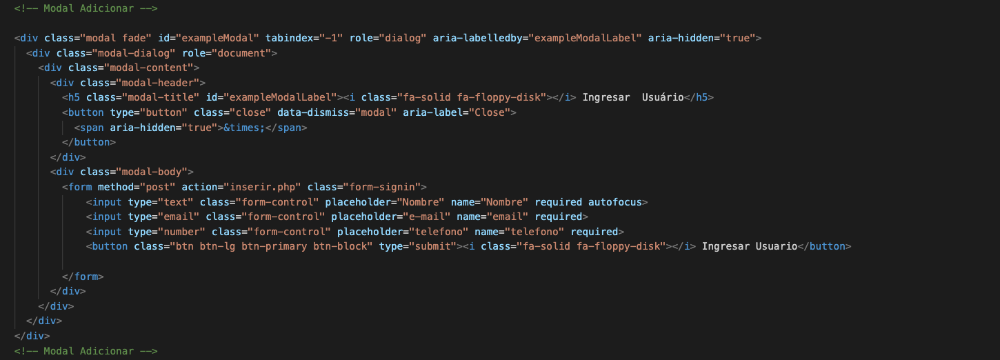 <!-- Modal Adicionar -->
<div class="modal fade" id="exampleModal" tabindex="-1" role="dialog" aria-labelledby="exampleModalLabel" aria-hidden="true">
<div class="modal-dialog" role="document">
<div class="modal-content">
<div class="modal-header">
<h5 class="modal-title" id="exampleModalLabel"><i class="fa-solid fa-floppy-disk"></i> Ingresar  Usuário</h5>
<button type="button" class="close" data-dismiss="modal" aria-label="Close">
<span aria-hidden="true">&times;</span>
</button>
</div>
<div class="modal-body">
<form method="post" action="inserir.php" class="form-signin">
<input type="text" class="form-control" placeholder="Nombre" name="Nombre" required autofocus>
<input type="email" class="form-control" placeholder="e-mail" name="email" required>
<input type="number" class="form-control" placeholder="telefono" name="telefono" required>
<button class="btn btn-lg btn-primary btn-block" type="submit"><i class="fa-solid fa-floppy-disk"></i> Ingresar Usuario</button>
</form>
</div>
</div>
</div>
</div>
<!-- Modal Adicionar -->